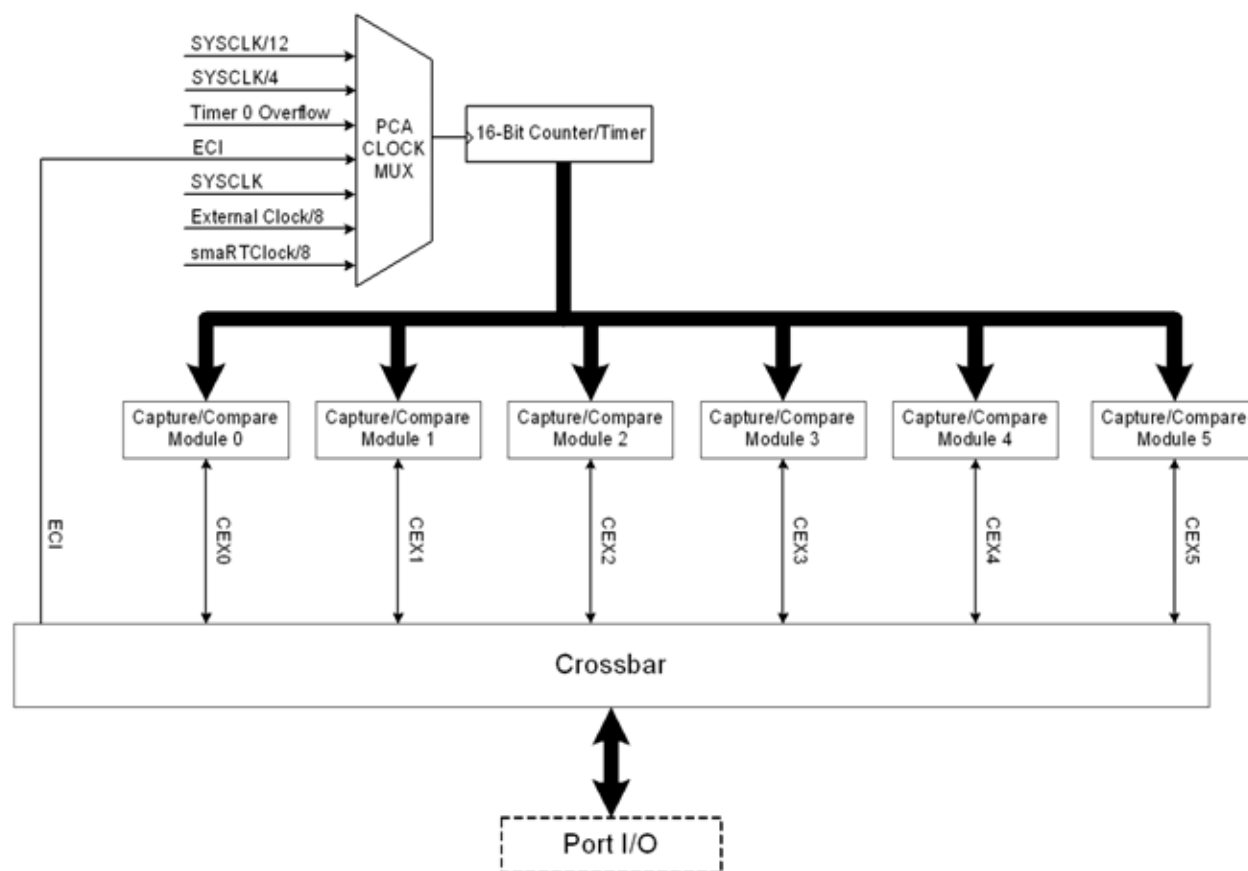 SYSCLK/12
SYSCLK/4
Timer 0 Overflow
ECI
SYSCLK
External Clock/8
smaRTClock/8
PCA
CLOCK
MUX
16-Bit Counter/Timer
Capture/Compare
Module 0
Capture/Compare
Module 1
Capture/Compare
Module 2
Capture/Compare
Module 3
Capture/Compare
Module 4
Capture/Compare
Module 5
ECI
CEX0
CEX1
CEX2
CEX3
CEX4
CEX5
Crossbar
Port I/O